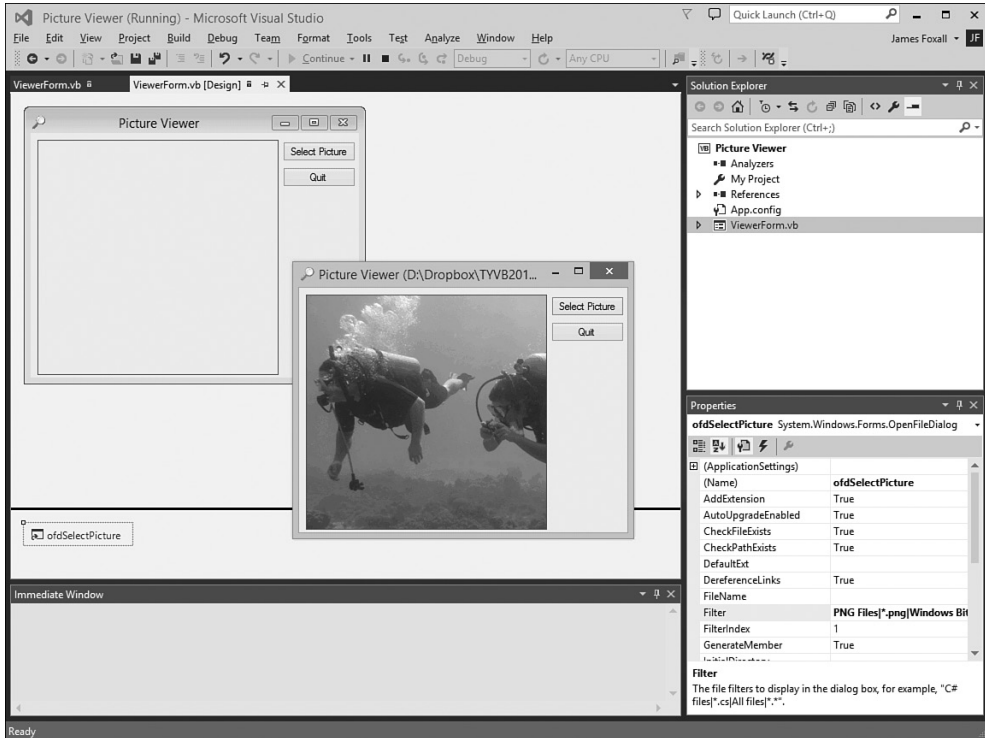 Picture Viewer (Running) - Microsoft Visual Studio
Quick Launch (Ctrl+Q)
File Edit View Project Build Debug Team Format Tools Test Analyze Window Help
James Foxall JF
Continue Debug Any CPU
ViewerForm.vb ViewerForm.vb [Design]
Picture Viewer
Select Picture
Quit
Picture Viewer (D:\Dropbox\TYVB201...
Select Picture
Quit
ofdSelectPicture
Immediate Window
Solution Explorer
Search Solution Explorer (Ctrl+;)
VB Picture Viewer
Analyzers
My Project
References
App.config
ViewerForm.vb
Properties
ofdSelectPicture System.Windows.Forms.OpenFileDialog
(ApplicationSettings)
(Name) ofdSelectPicture
AddExtension True
AutoUpgradeEnabled True
CheckFileExists True
CheckPathExists True
DefaultExt
DereferenceLinks True
FileName
Filter PNG Files|*.png|Windows Bit
FilterIndex 1
GenerateMember True
Filter
The file filters to display in the dialog box, for example, "C#
files|*.cs|All files|*.*".
Ready